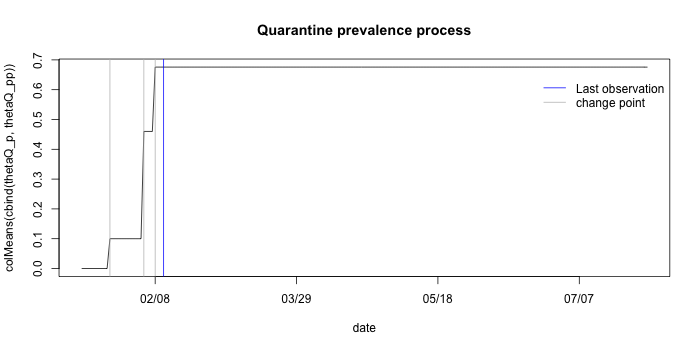 Quarantine prevalence process
colMeans(cbind(thetaQ_p, thetaQ_pp))
0.7
0.6
0.5
0.4
0.3
0.2
0.1
0.0
Last observation
change point
02/08
03/29
05/18
07/07
date